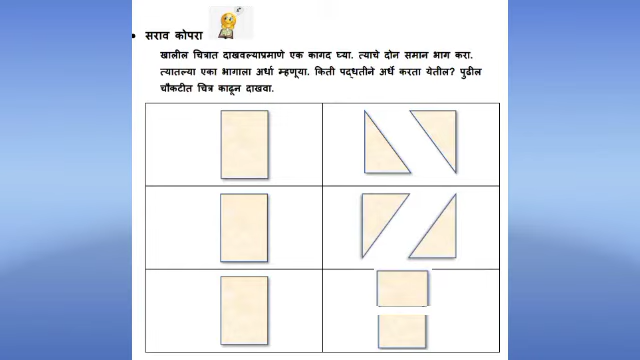 सराव कोपरा
खालील चित्रात दाखवल्याप्रमाणे एक कागद घ्या. त्याचे दोन समान भाग करा.
त्यातल्या एका भागाला अर्धा म्हणूया. किती पद्धतीने अर्धे करता येतील? पुढील
चौकटीत चित्र काढून दाखवा.